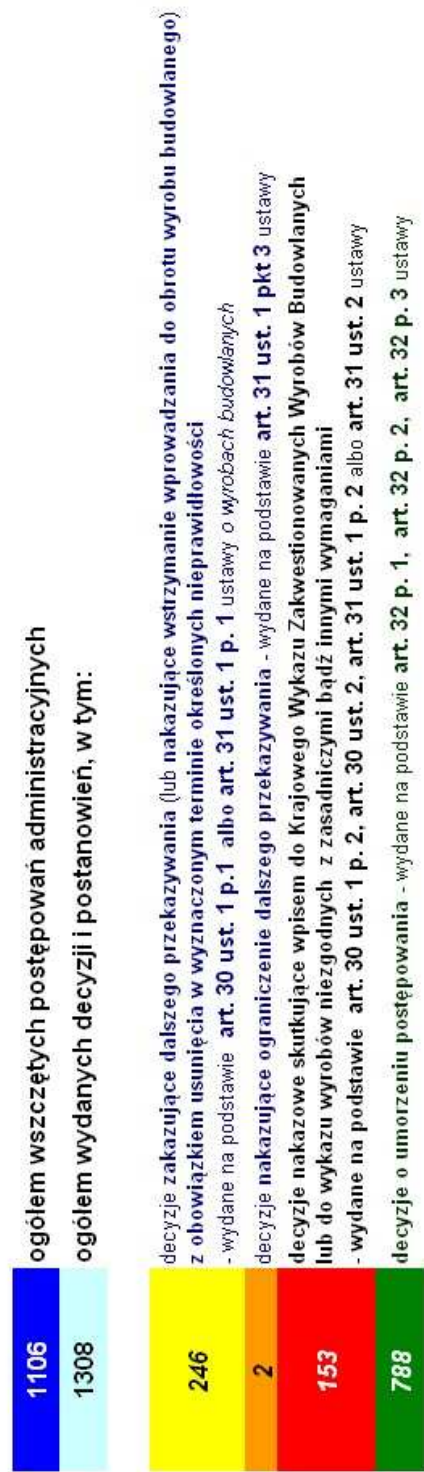 1106 ogółem wszczętych postępowań administracyjnych
1308 ogółem wydanych decyzji i postanowień, w tym:
246 decyzje zakazujące dalszego przekazywania (lub nakazujące wstrzymanie wprowadzania do obrotu wyrobu budowlanego)
z obowiązkiem usunięcia w wyznaczonym terminie określonych nieprawidłowości
- wydane na podstawie art. 30 ust. 1 p.1 albo art. 31 ust. 1 p. 1 ustawy o wyrobach budowlanych
2 decyzje nakazujące ograniczenie dalszego przekazywania - wydane na podstawie art. 31 ust. 1 pkt 3 ustawy
153 decyzje nakazowe skutkujące wpisem do Krajowego Wykazu Zakwestionowanych Wyrobów Budowlanych
lub do wykazu wyrobów niezgodnych z zasadniczymi bądź innymi wymaganiami
- wydane na podstawie art. 30 ust. 1 p. 2, art. 30 ust. 2, art. 31 ust. 1 p. 2 albo art. 31 ust. 2 ustawy
788 decyzje o umorzeniu postępowania - wydane na podstawie art. 32 p. 1, art. 32 p. 2, art. 32 p. 3 ustawy